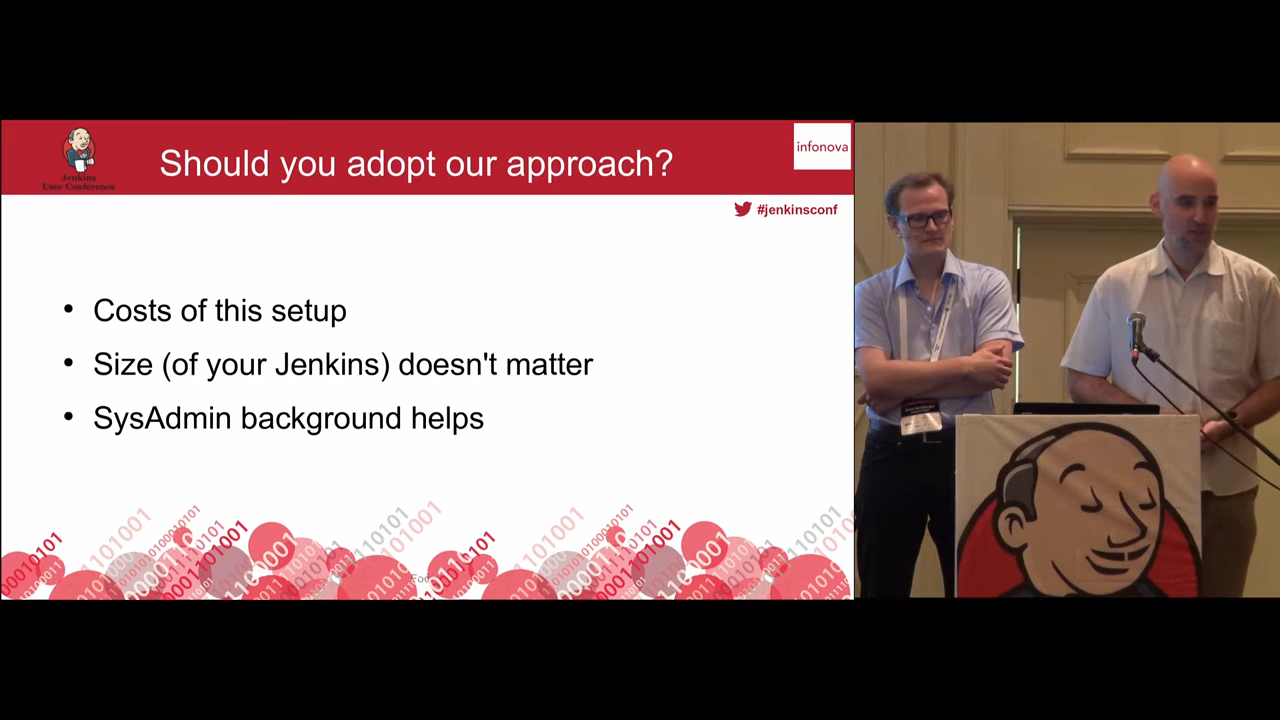 Jenkins
User Conference
Should you adopt our approach?
infonova
#jenkinsconf
• Costs of this setup
• Size (of your Jenkins) doesn't matter
• SysAdmin background helps